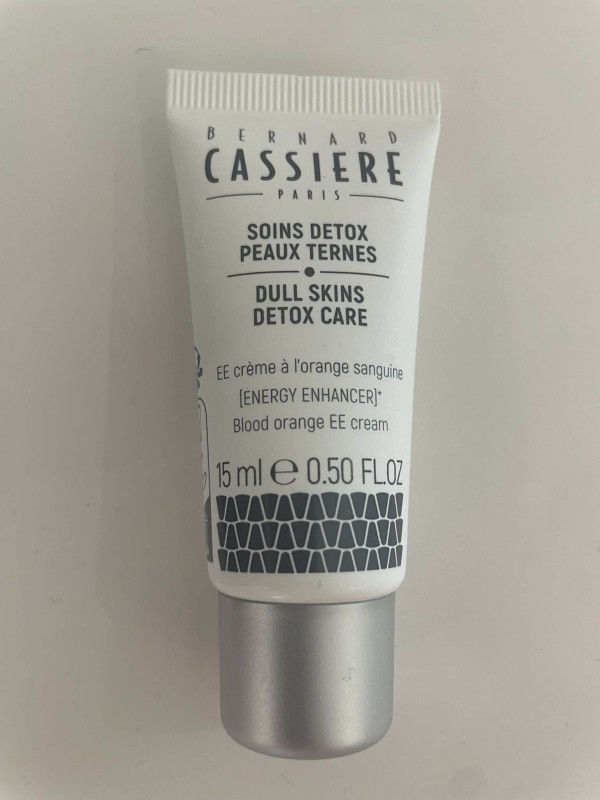 BERNARD
CASSIERE
PARIS
SOINS DETOX
PEAUX TERNES
DULL SKINS
DETOX CARE
EE crème à l'orange sanguine
[ENERGY ENHANCER]*
Blood orange EE cream
15 ml ℮ 0.50 FL.OZ